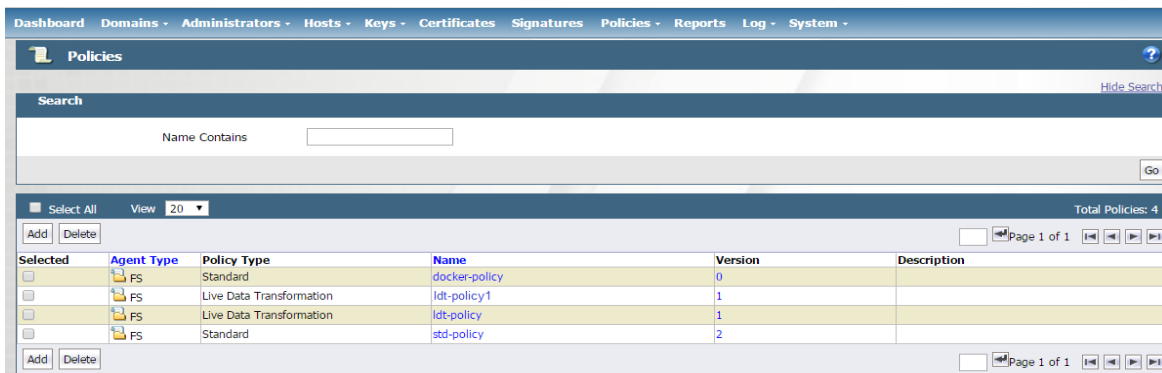 Dashboard Domains Administrators Hosts Keys Certificates Signatures Policies Reports Log System
Policies
Hide Search
Search
Name Contains
Go
Select All View 20 Total Policies: 4
Add Delete Page 1 of 1
Selected Agent Type Policy Type Name Version Description
FS Standard docker-policy 0
FS Live Data Transformation ldt-policy1 1
FS Live Data Transformation ldt-policy 1
FS Standard std-policy 2
Add Delete Page 1 of 1